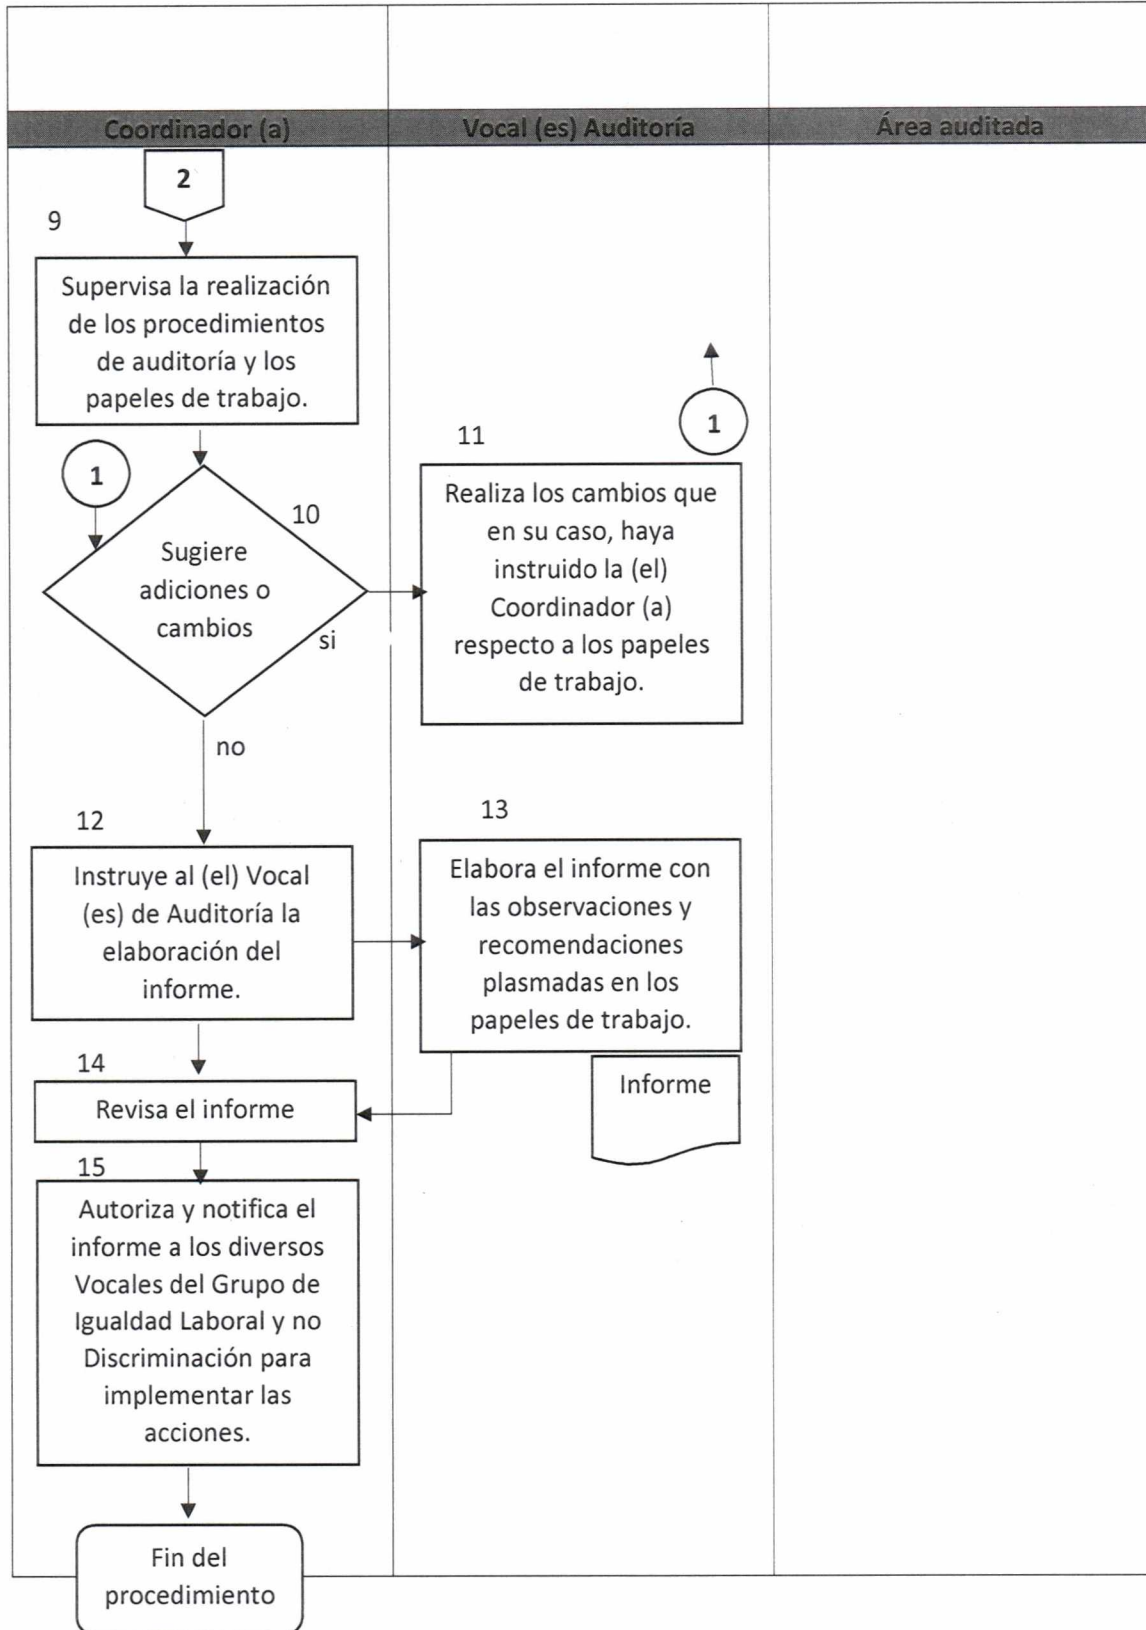 Coordinador (a)
Vocal (es) Auditoría
Área auditada
2
9
Supervisa la realización
de los procedimientos
de auditoría y los
papeles de trabajo.
1
10
Sugiere
adiciones o
cambios
si
no
1
11
Realiza los cambios que
en su caso, haya
instruido la (el)
Coordinador (a)
respecto a los papeles
de trabajo.
12
Instruye al (el) Vocal
(es) de Auditoría la
elaboración del
informe.
13
Elabora el informe con
las observaciones y
recomendaciones
plasmadas en los
papeles de trabajo.
Informe
14
Revisa el informe
15
Autoriza y notifica el
informe a los diversos
Vocales del Grupo de
Igualdad Laboral y no
Discriminación para
implementar las
acciones.
Fin del
procedimiento